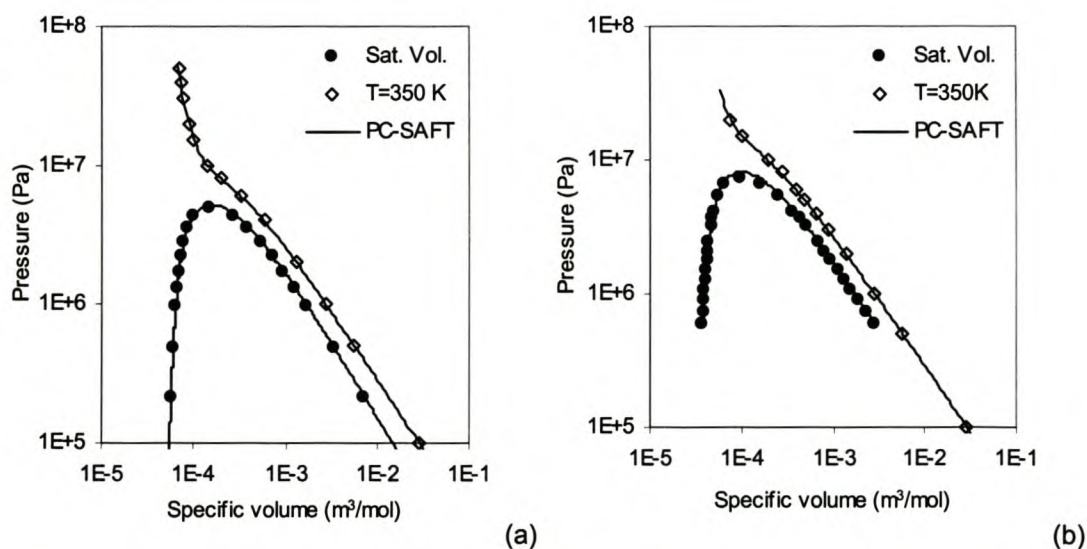 1E+8
1E+7
1E+6
1E+5
Pressure (Pa)
Sat. Vol.
T=350 K
PC-SAFT
1E-5 1E-4 1E-3 1E-2 1E-1
Specific volume (m³/mol)
(a)
1E+8
1E+7
1E+6
1E+5
Pressure (Pa)
Sat. Vol.
T=350K
PC-SAFT
1E-5 1E-4 1E-3 1E-2 1E-1
Specific volume (m³/mol)
(b)